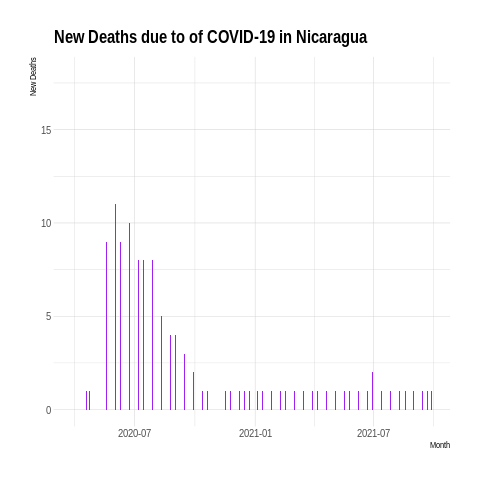 New Deaths due to of COVID-19 in Nicaragua
New Deaths
15
10
5
0
2020-07
2021-01
2021-07
Month